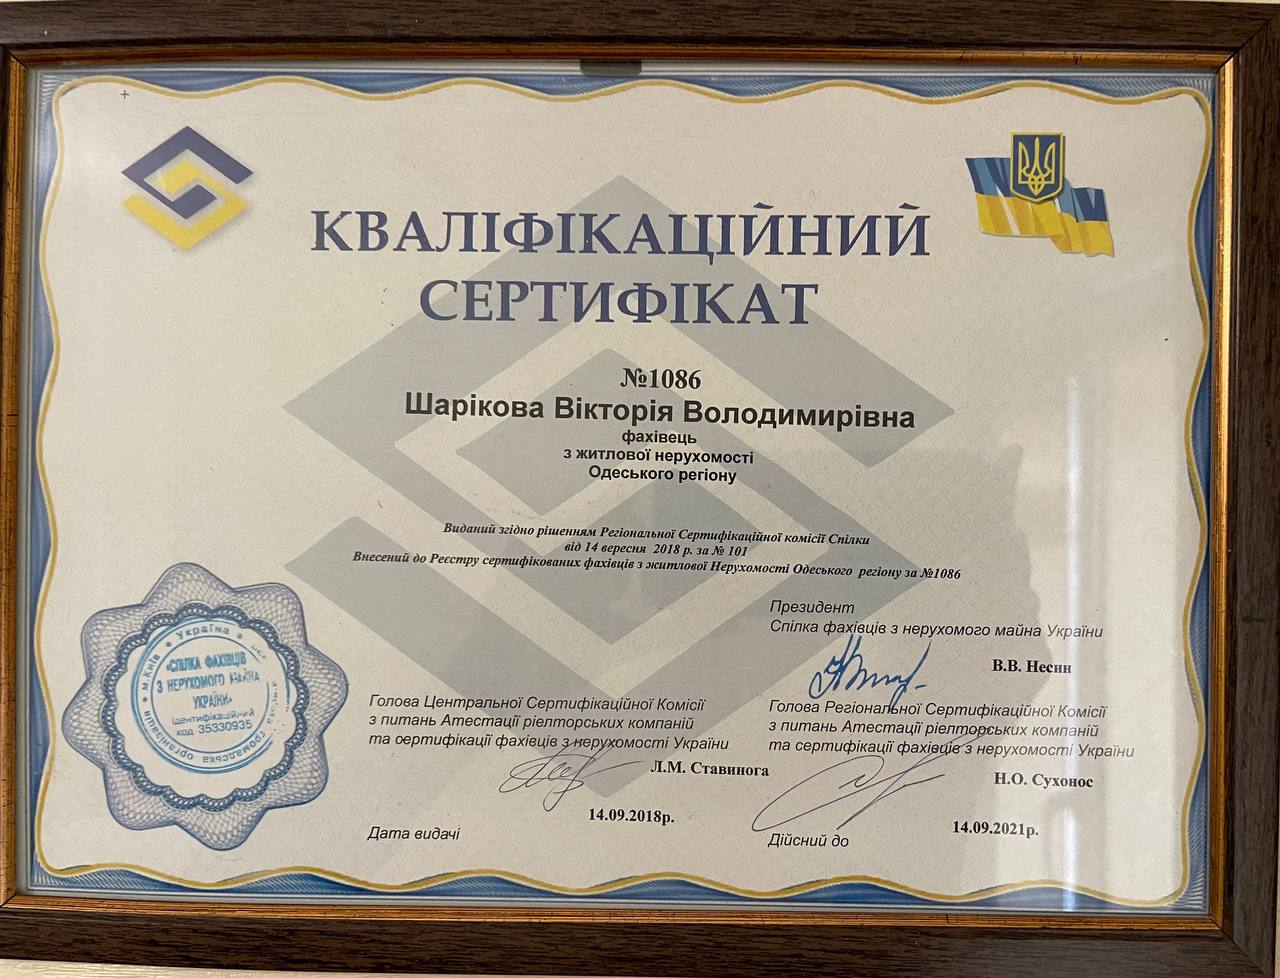 КВАЛІФІКАЦІЙНИЙ
СЕРТИФІКАТ
№1086
Шарікова Вікторія Володимирівна
фахівець
з житлової нерухомості
Одеського регіону
Виданий згідно рішенням Регіональної Сертифікаційної комісії Спілки
від 14 вересня 2018 р. за № 101
Внесений до Реєстру сертифікованих фахівців з житлової Нерухомості Одеського регіону за №1086
Президент
Спілка фахівців з нерухомого майна України
В.В. Несин
Голова Центральної Сертифікаційної Комісії
з питань Атестації ріелторських компаній
та сертифікації фахівців з нерухомості України
Л.М. Ставинога
Голова Регіональної Сертифікаційної Комісії
з питань Атестації ріелторських компаній
та сертифікації фахівців з нерухомості України
Н.О. Сухонос
Дата видачі
14.09.2018р.
Дійсний до
14.09.2021р.
м.Київ * Україна *
громадська організація
«СПІЛКА ФАХІВЦІВ
З НЕРУХОМОГО МАЙНА
УКРАЇНИ»
Ідентифікаційний
код 35330935